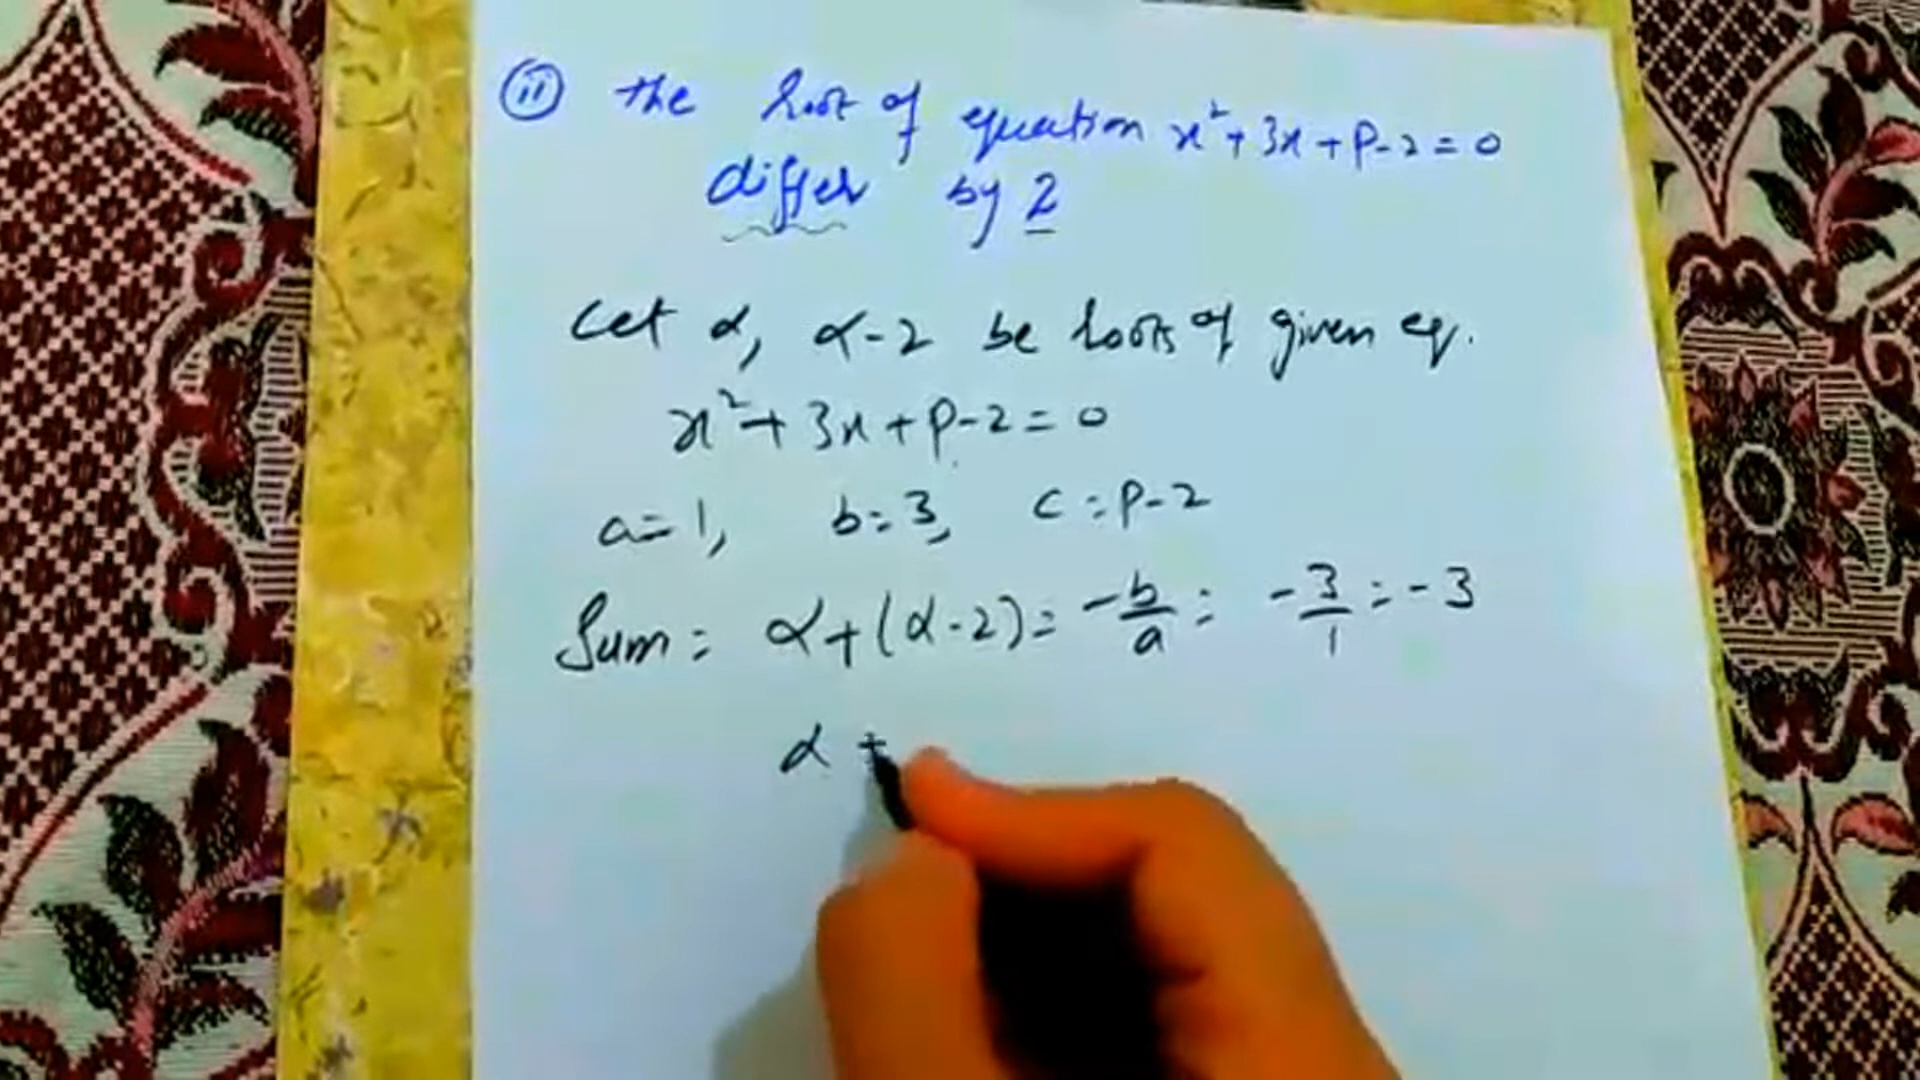 (ii) The root of equation x² + 3x + P - 2 = 0
differ by 2
Let α, α - 2 be roots of given eq.
x² + 3x + P - 2 = 0
a = 1, b = 3, c = P - 2
Sum = α + (α - 2) = -b/a = -3/1 = -3
α +